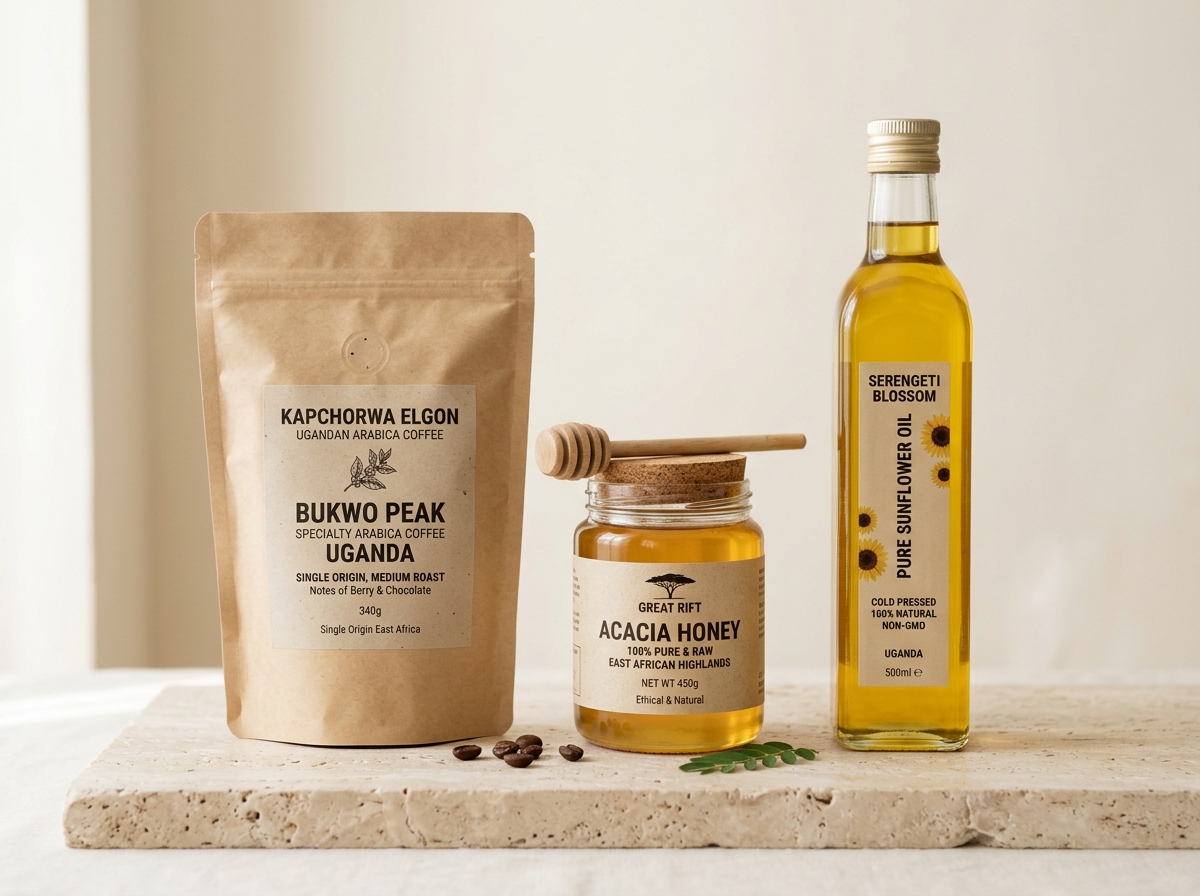 KAPCHORWA ELGON
UGANDAN ARABICA COFFEE
BUKWO PEAK
SPECIALTY ARABICA COFFEE
UGANDA
SINGLE ORIGIN, MEDIUM ROAST
Notes of Berry & Chocolate
340g
Single Origin East Africa
GREAT RIFT
ACACIA HONEY
100% PURE & RAW
EAST AFRICAN HIGHLANDS
NET WT 450g
Ethical & Natural
SERENGETI
BLOSSOM
PURE SUNFLOWER OIL
COLD PRESSED
100% NATURAL
NON-GMO
UGANDA
500ml ℮